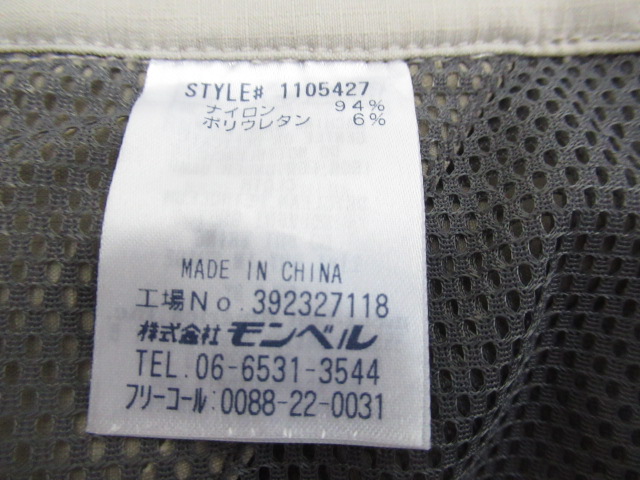 STYLE# 1105427
ナイロン 94%
ポリウレタン 6%
MADE IN CHINA
工場No.392327118
株式会社 モンベル
TEL.06-6531-3544
フリーコール:0088-22-0031